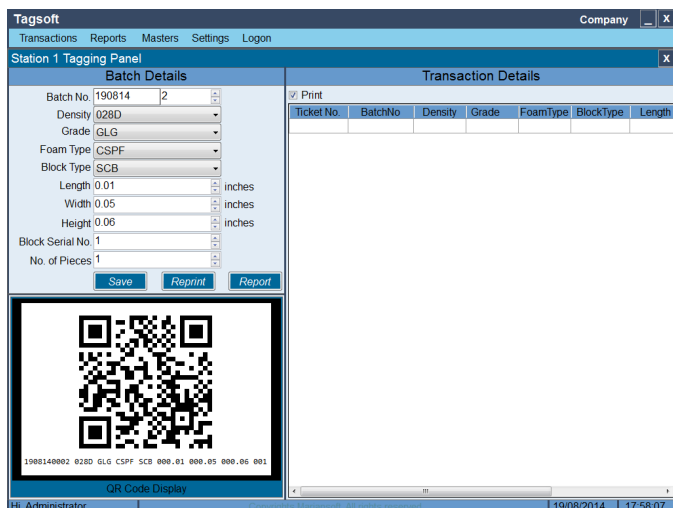 Tagsoft Company _ X
Transactions Reports Masters Settings Logon
Station 1 Tagging Panel X
Batch Details
Batch No. 190814 2
Density 028D
Grade GLG
Foam Type CSPF
Block Type SCB
Length 0.01 inches
Width 0.05 inches
Height 0.06 inches
Block Serial No. 1
No. of Pieces 1
Save Reprint Report
1908140002 028D GLG CSPF SCB 000.01 000.05 000.06 001
QR Code Display
Transaction Details
Print
Ticket No. BatchNo Density Grade FoamType BlockType Length
Hi, Administrator 19/08/2014 17:58:07